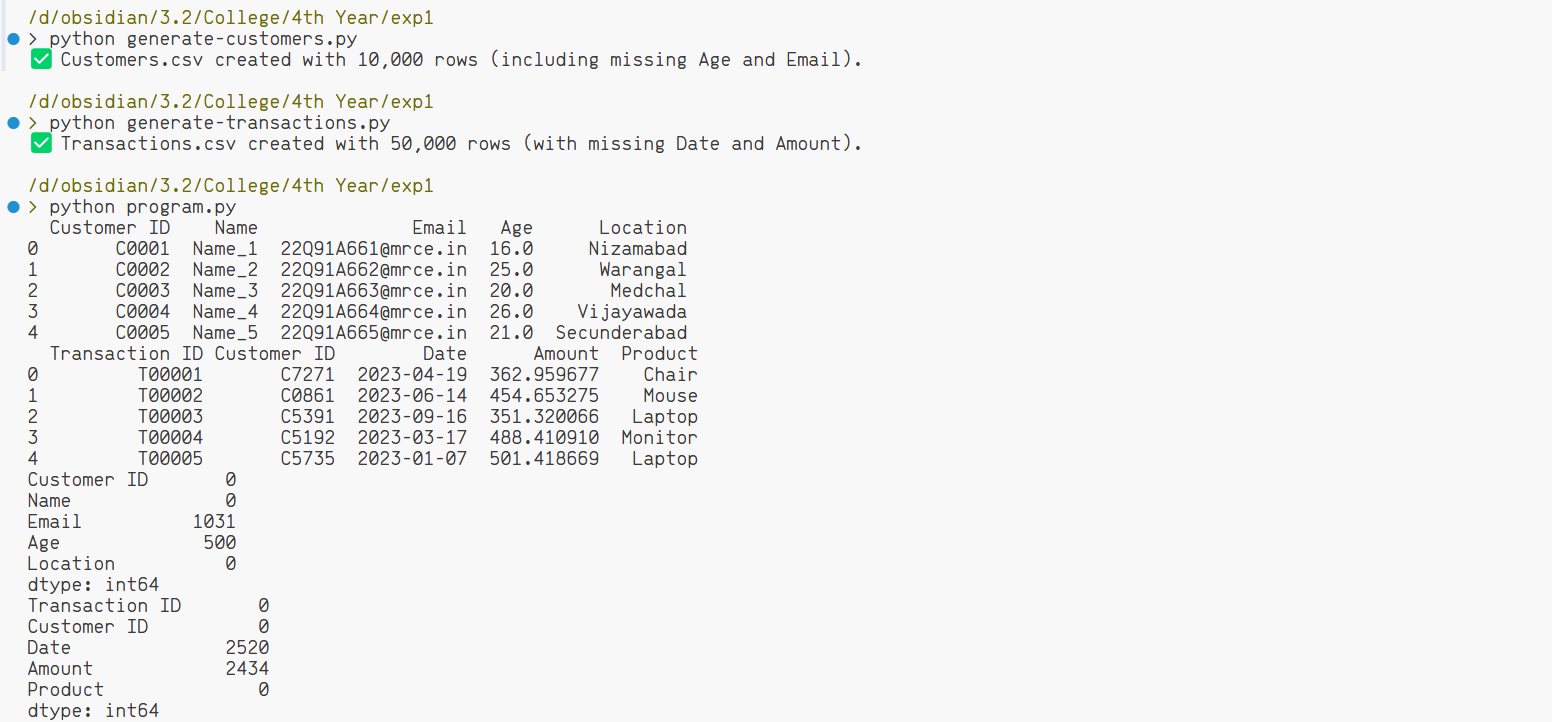 /d/obsidian/3.2/College/4th Year/exp1
> python generate-customers.py
✅ Customers.csv created with 10,000 rows (including missing Age and Email).
/d/obsidian/3.2/College/4th Year/exp1
> python generate-transactions.py
✅ Transactions.csv created with 50,000 rows (with missing Date and Amount).
/d/obsidian/3.2/College/4th Year/exp1
> python program.py
  Customer ID    Name              Email   Age      Location
0       C0001  Name_1  22Q91A661@mrce.in  16.0     Nizamabad
1       C0002  Name_2  22Q91A662@mrce.in  25.0      Warangal
2       C0003  Name_3  22Q91A663@mrce.in  20.0       Medchal
3       C0004  Name_4  22Q91A664@mrce.in  26.0    Vijayawada
4       C0005  Name_5  22Q91A665@mrce.in  21.0  Secunderabad
  Transaction ID Customer ID        Date      Amount  Product
0         T00001       C7271  2023-04-19  362.959677    Chair
1         T00002       C0861  2023-06-14  454.653275    Mouse
2         T00003       C5391  2023-09-16  351.320066   Laptop
3         T00004       C5192  2023-03-17  488.410910  Monitor
4         T00005       C5735  2023-01-07  501.418669   Laptop
Customer ID       0
Name              0
Email          1031
Age             500
Location          0
dtype: int64
Transaction ID       0
Customer ID          0
Date              2520
Amount            2434
Product              0
dtype: int64